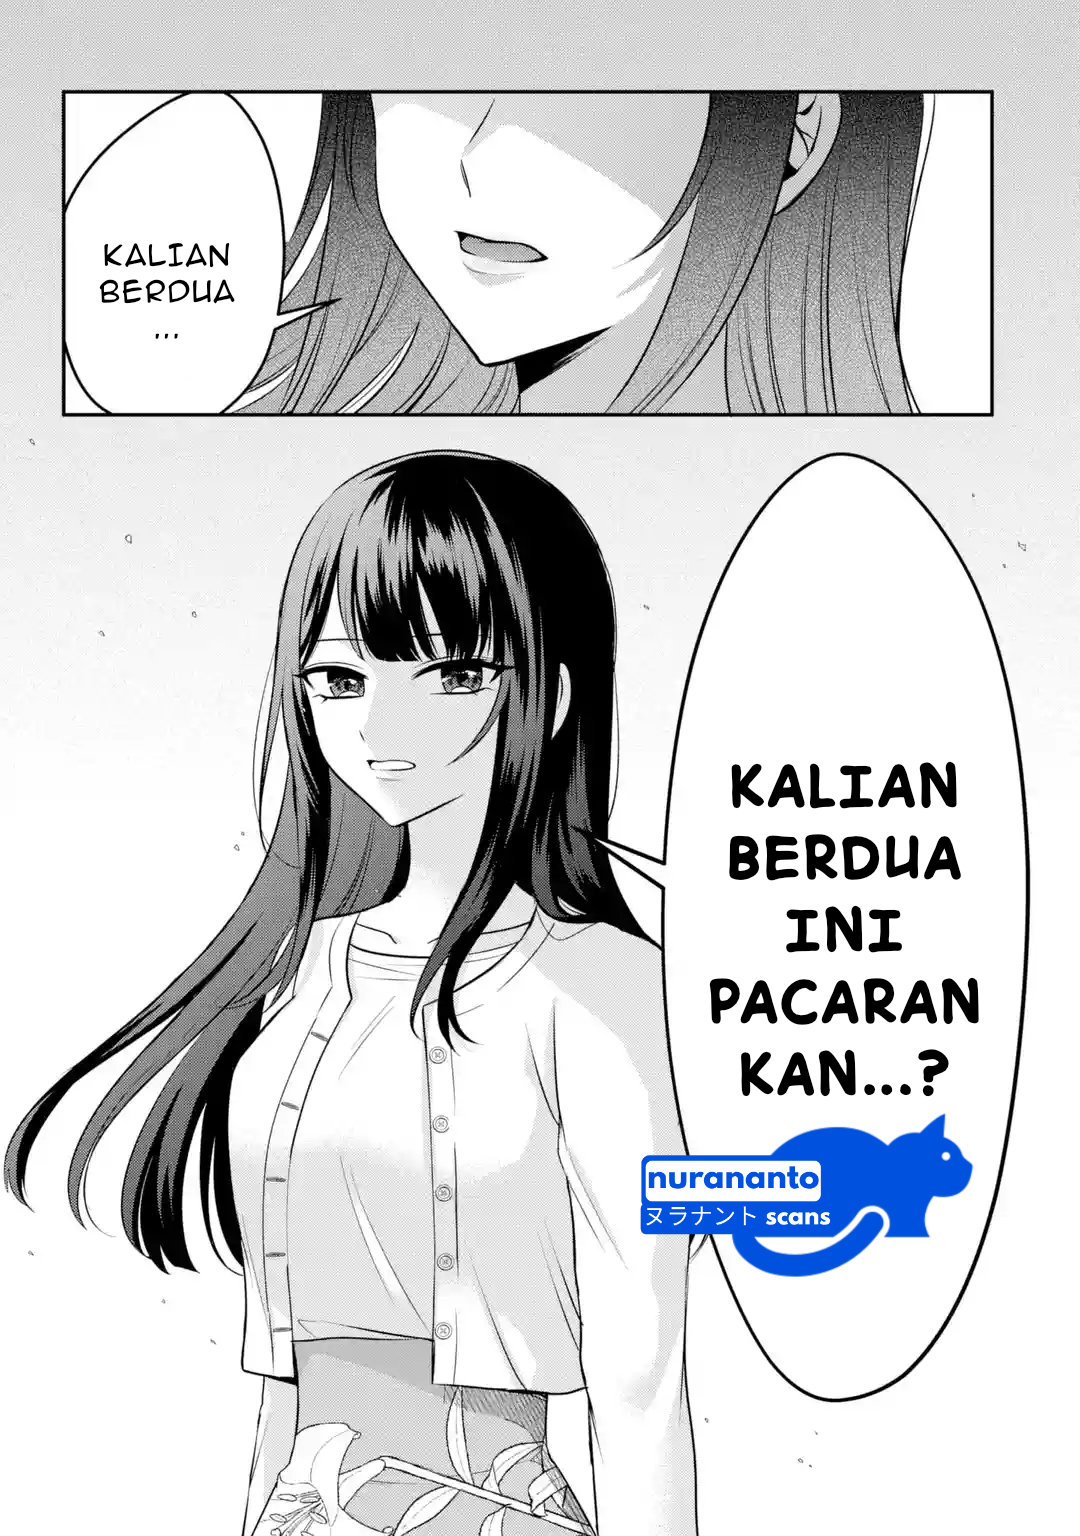 KALIAN
BERDUA
...
KALIAN
BERDUA
INI
PACARAN
KAN...?
nurananto
ヌラナント scans